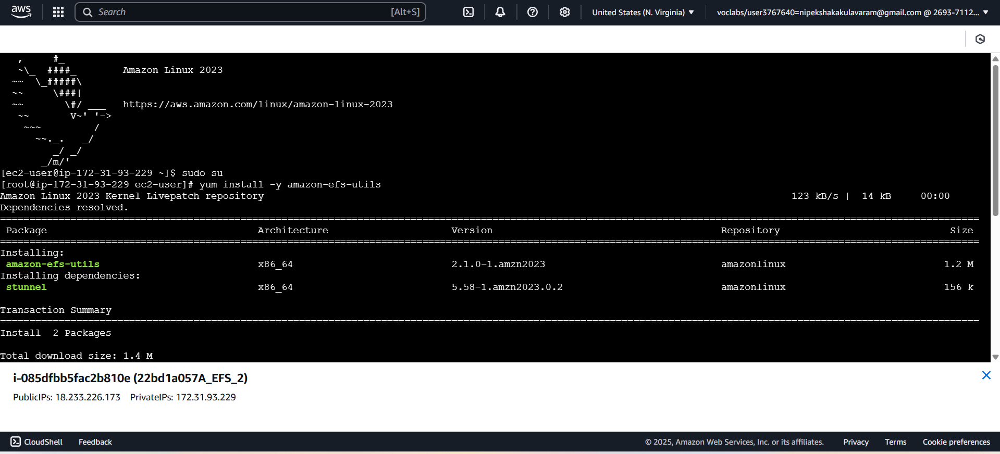 aws
Search [Alt+S] United States (N. Virginia) voclabs/user3767640=nipekshakakulavaram@gmail.com @ 2693-7112...
   ,     #_
   ~\_  ####_        Amazon Linux 2023
  ~~  \_#####\
  ~~     \###|
  ~~       \#/ ___   https://aws.amazon.com/linux/amazon-linux-2023
   ~~       V~' '->
    ~~~         /
      ~~._.   _/
         _/ _/
       _/m/'
[ec2-user@ip-172-31-93-229 ~]$ sudo su
[root@ip-172-31-93-229 ec2-user]# yum install -y amazon-efs-utils
Amazon Linux 2023 Kernel Livepatch repository 123 kB/s | 14 kB 00:00
Dependencies resolved.
Package Architecture Version Repository Size
Installing:
amazon-efs-utils x86_64 2.1.0-1.amzn2023 amazonlinux 1.2 M
Installing dependencies:
stunnel x86_64 5.58-1.amzn2023.0.2 amazonlinux 156 k
Transaction Summary
Install 2 Packages
Total download size: 1.4 M
i-085dfbb5fac2b810e (22bd1a057A_EFS_2)
PublicIPs: 18.233.226.173 PrivateIPs: 172.31.93.229
CloudShell Feedback © 2025, Amazon Web Services, Inc. or its affiliates. Privacy Terms Cookie preferences